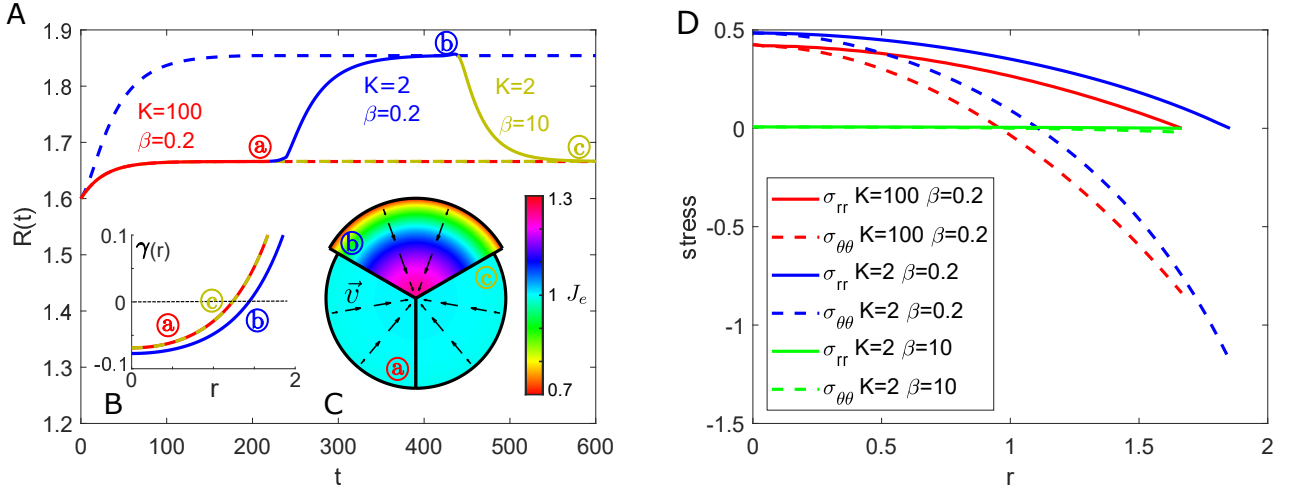 A
1.9
1.8
1.7
1.6
1.5
1.4
1.3
1.2
R(t)
0
100
200
300
400
500
600
t
K=100
β=0.2
K=2
β=0.2
K=2
β=10
a
b
c
B
γ(r)
0.1
0
-0.1
0
1
2
r
a
b
c
C
b
c
a
v⃗
1.3
1
0.7
J_e
D
0.5
0
-0.5
-1
-1.5
stress
0
0.5
1
1.5
2
r
σ_rr K=100 β=0.2
σ_θθ K=100 β=0.2
σ_rr K=2 β=0.2
σ_θθ K=2 β=0.2
σ_rr K=2 β=10
σ_θθ K=2 β=10